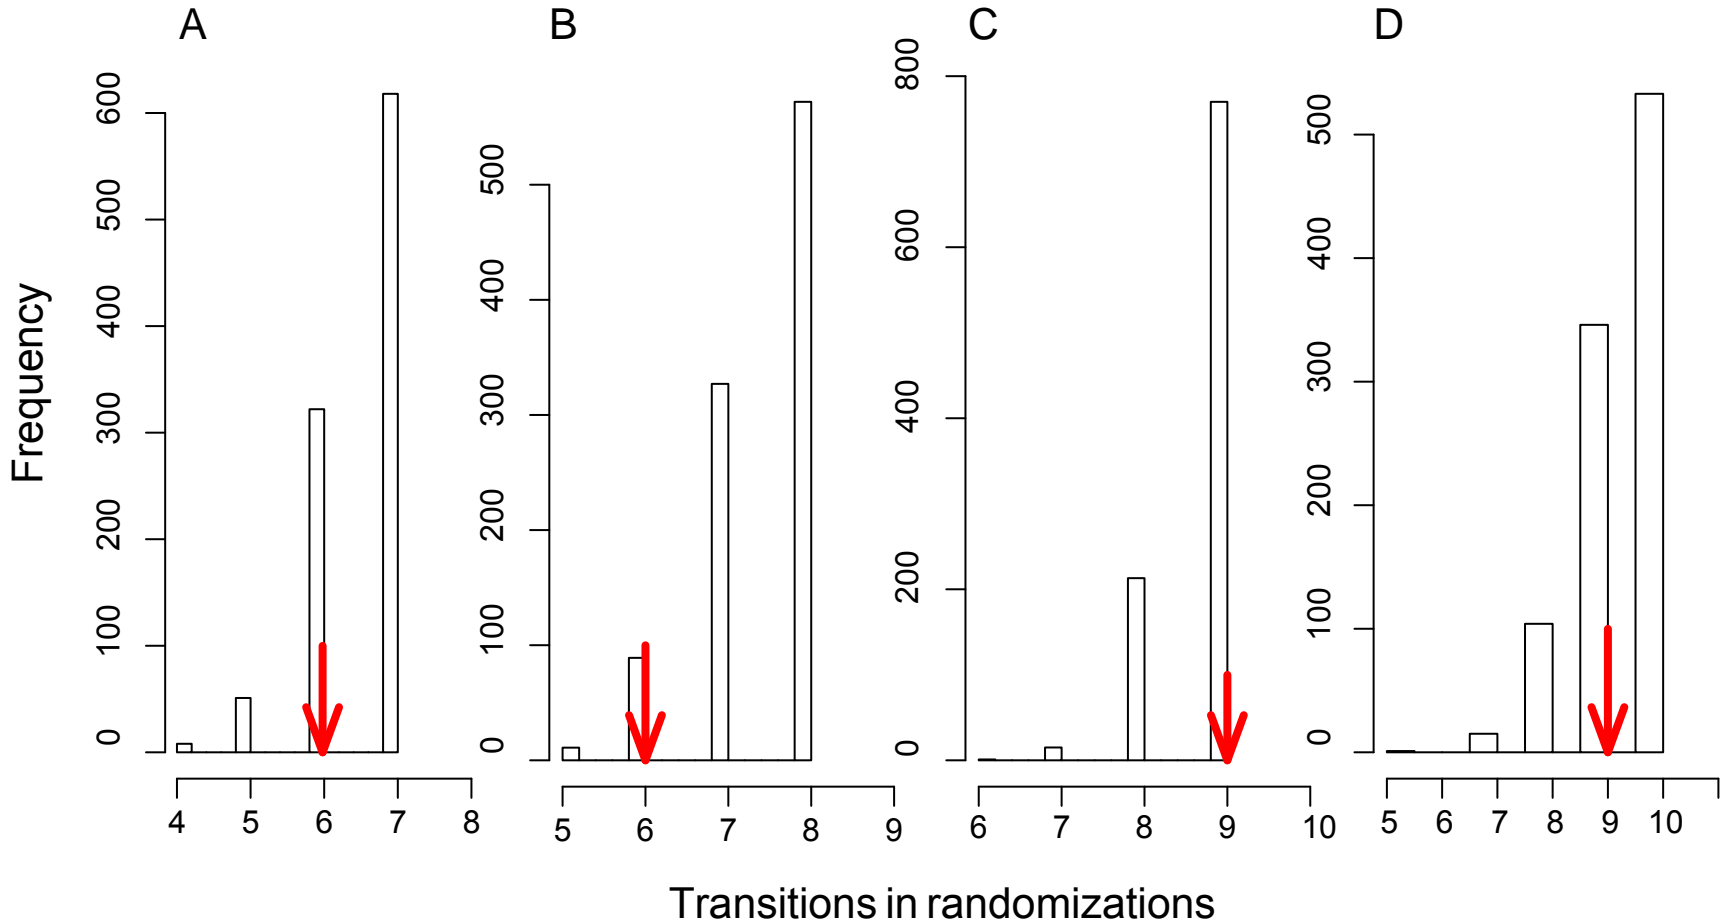 A B C D
Frequency
0 100 200 300 400 500 600
4 5 6 7 8
0 100 200 300 400 500
5 6 7 8 9
0 200 400 600 800
6 7 8 9 10
0 100 200 300 400 500
5 6 7 8 9 10
Transitions in randomizations